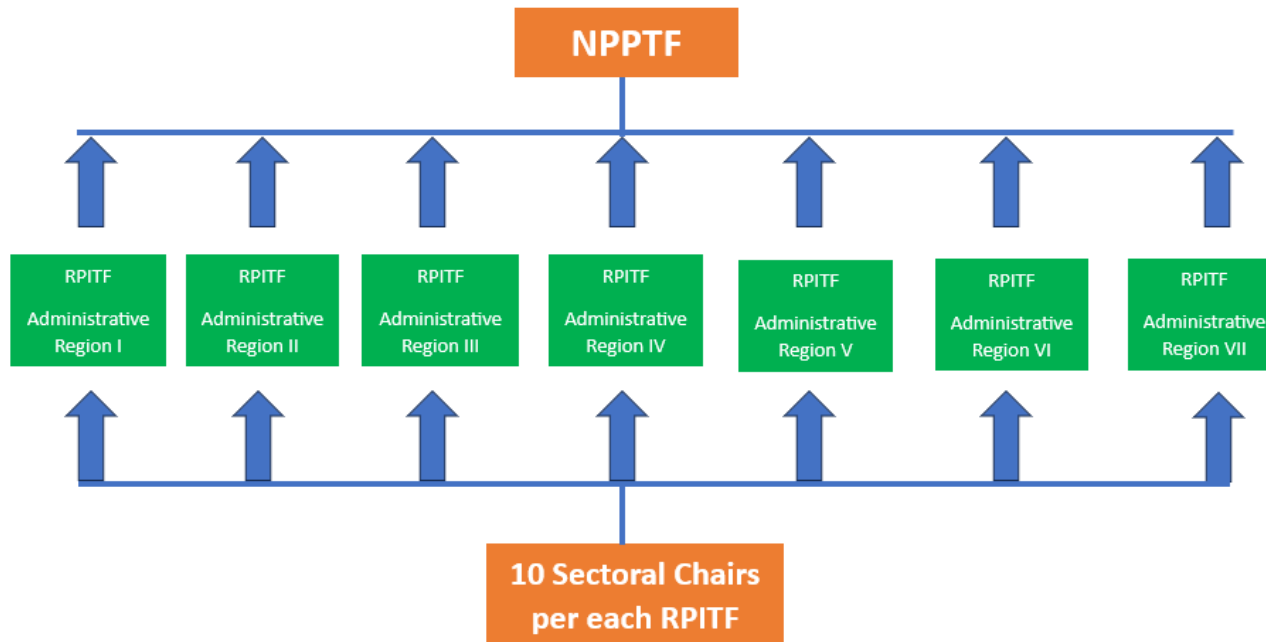 NPPTF
RPITF
Administrative
Region I
RPITF
Administrative
Region II
RPITF
Administrative
Region III
RPITF
Administrative
Region IV
RPITF
Administrative
Region V
RPITF
Administrative
Region VI
RPITF
Administrative
Region VII
10 Sectoral Chairs
per each RPITF